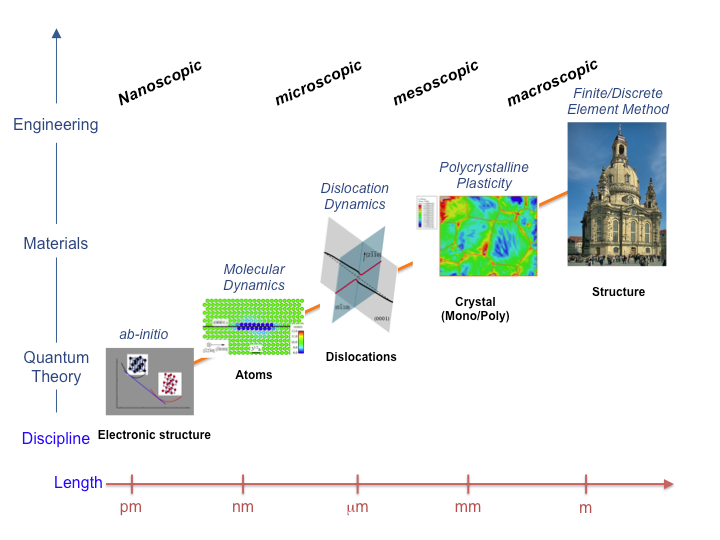 Nanoscopic
microscopic
mesoscopic
macroscopic
Finite/Discrete
Element Method
Engineering
Polycrystalline
Plasticity
Dislocation
Dynamics
Materials
Molecular
Dynamics
Structure
Crystal
(Mono/Poly)
(0001)
ab-initio
Dislocations
Quantum
Theory
Atoms
Discipline
Electronic structure
Length
pm
nm
μm
mm
m